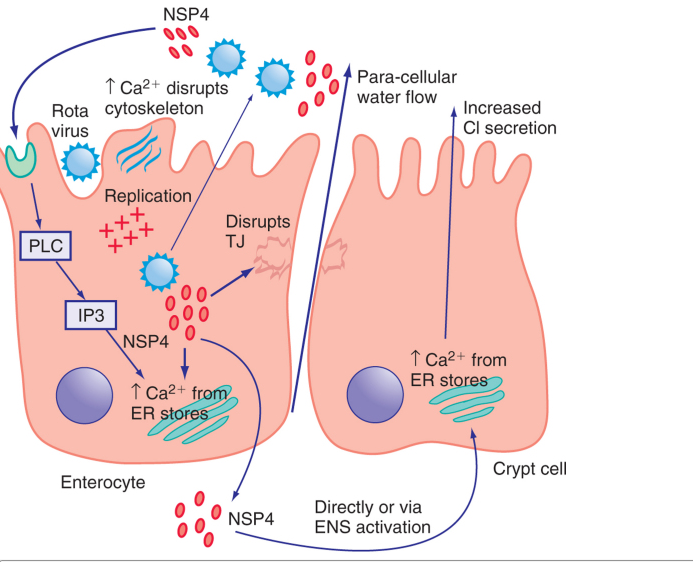 NSP4
↑ Ca2+ disrupts
cytoskeleton
Rota
virus
Para-cellular
water flow
Increased
Cl secretion
Replication
Disrupts
TJ
PLC
IP3
NSP4
↑ Ca2+ from
ER stores
↑ Ca2+ from
ER stores
Enterocyte
Crypt cell
NSP4
Directly or via
ENS activation